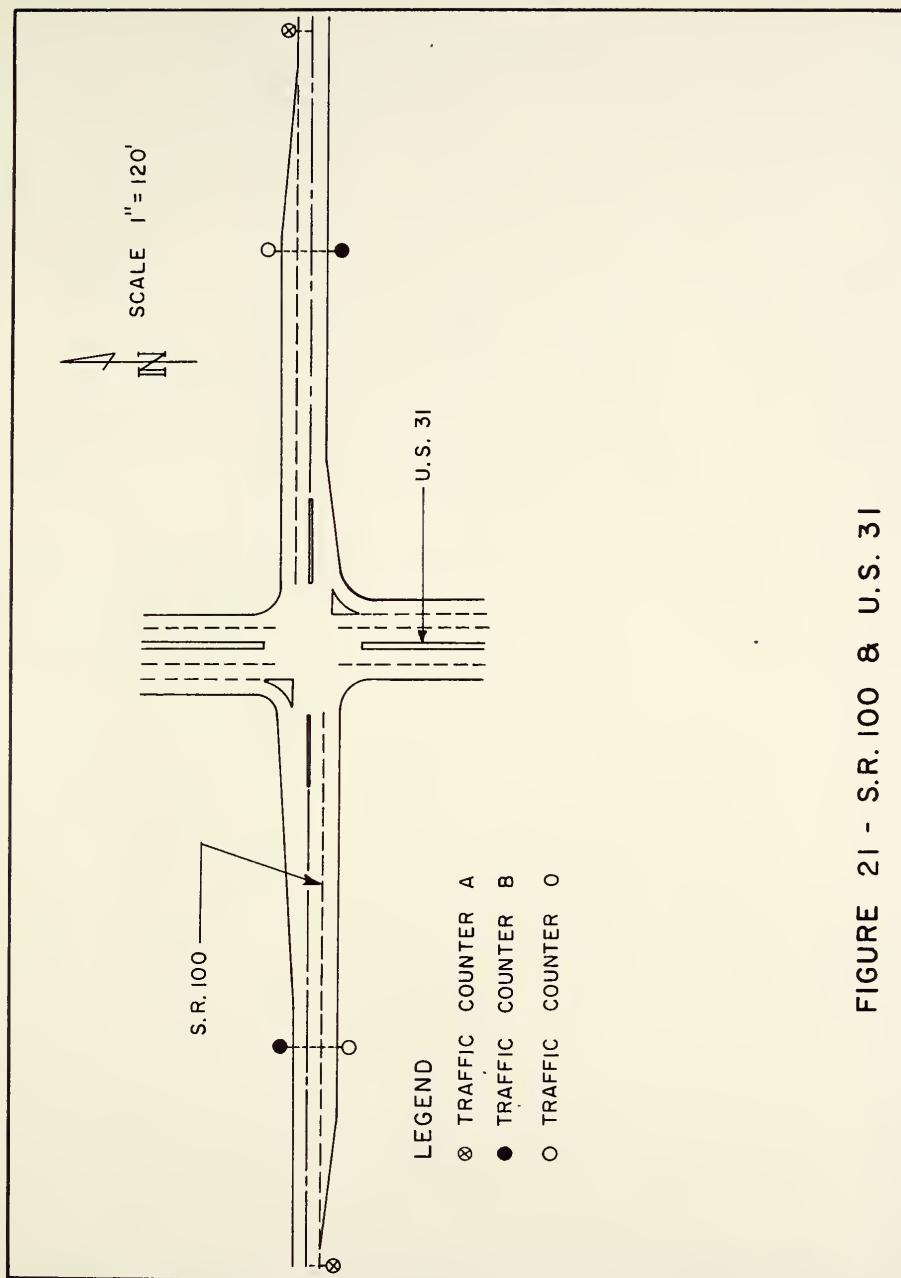 SCALE 1" = 120'
N
S.R. 100
U.S. 31
LEGEND
⊗ TRAFFIC COUNTER A
● TRAFFIC COUNTER B
○ TRAFFIC COUNTER O
FIGURE 21 - S.R. 100 & U.S. 31